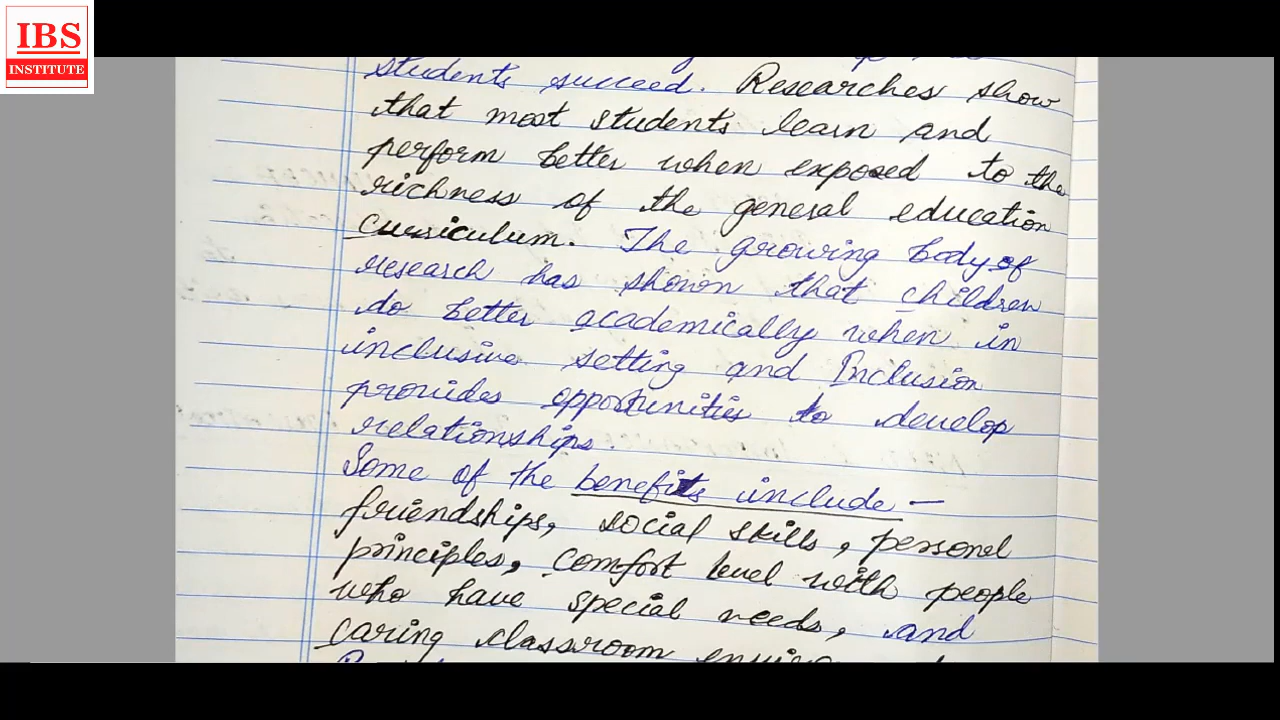 IBS
INSTITUTE
students succeed. Researches show
that most students learn and
perform better when exposed to the
richness of the general education
curriculum. The growing body of
research has shown that children
do better academically when in
inclusive setting and Inclusion
provides opportunities to develop
relationships.
Some of the benefits include –
friendships, social skills, personel
principles, comfort level with people
who have special needs, and
caring classroom